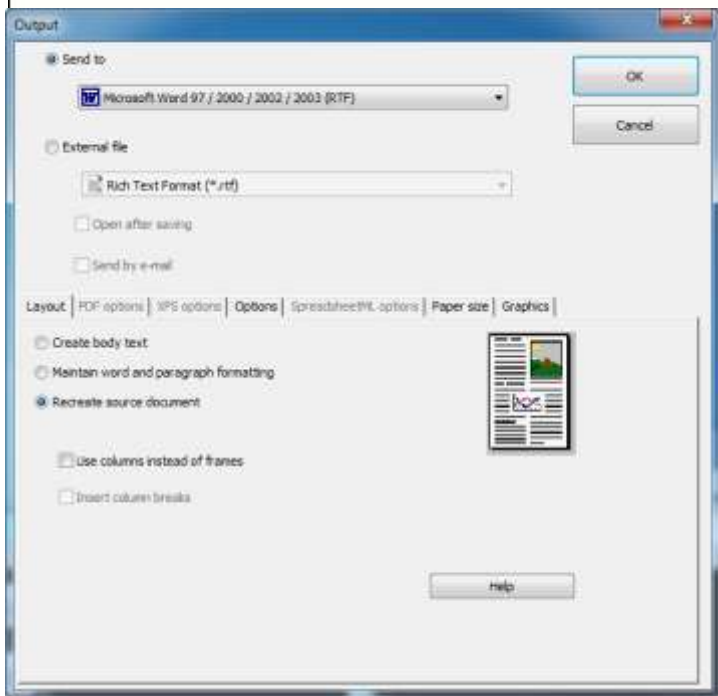 Output
Send to
OK
Microsoft Word 97 / 2000 / 2002 / 2003 (RTF)
Cancel
External file
Rich Text Format (*.rtf)
Open after saving
Send by e-mail
Layout PDF options XPS options Options SpreadsheetML options Paper size Graphics
Create body text
Maintain word and paragraph formatting
Recreate source document
Use columns instead of frames
Insert column breaks
Help